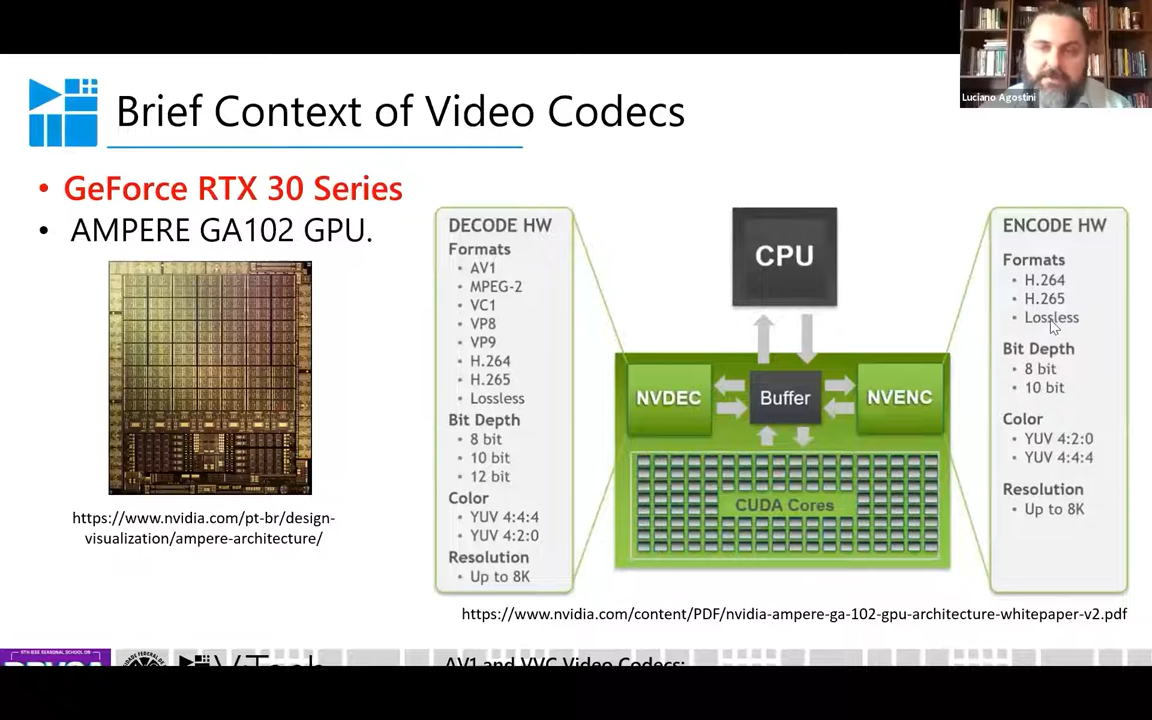 Luciano Agostini
Brief Context of Video Codecs
• GeForce RTX 30 Series
• AMPERE GA102 GPU.
https://www.nvidia.com/pt-br/design-
visualization/ampere-architecture/
DECODE HW
Formats
• AV1
• MPEG-2
• VC1
• VP8
• VP9
• H.264
• H.265
• Lossless
Bit Depth
• 8 bit
• 10 bit
• 12 bit
Color
• YUV 4:4:4
• YUV 4:2:0
Resolution
• Up to 8K
CPU
NVDEC
Buffer
NVENC
CUDA Cores
ENCODE HW
Formats
• H.264
• H.265
• Lossless
Bit Depth
• 8 bit
• 10 bit
Color
• YUV 4:2:0
• YUV 4:4:4
Resolution
• Up to 8K
https://www.nvidia.com/content/PDF/nvidia-ampere-ga-102-gpu-architecture-whitepaper-v2.pdf
AV1 and VVC Video Codecs: